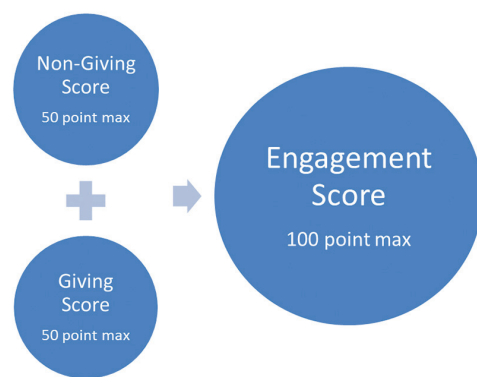 Non-Giving
Score
50 point max
Giving
Score
50 point max
Engagement
Score
100 point max